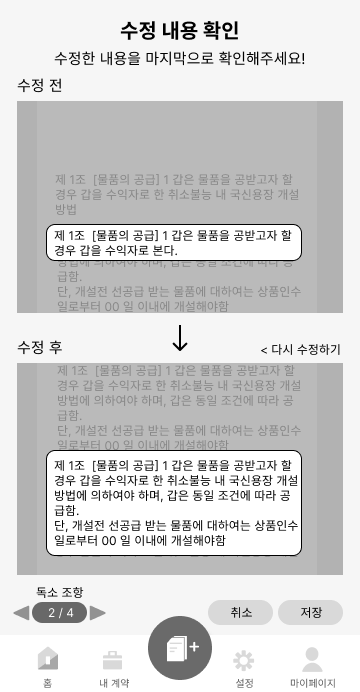 수정 내용 확인
수정한 내용을 마지막으로 확인해주세요!
수정 전
제 1조 [물품의 공급] 1 갑은 물품을 공받고자 할
경우 갑을 수익자로 한 취소불능 내 국신용장 개설
방법
제 1조 [물품의 공급] 1 갑은 물품을 공받고자 할
경우 갑을 수익자로 본다.
방법에 의하여야 하며, 갑은 동일 조건에 따라 공
급함.
단, 개설전 선공급 받는 물품에 대하여는 상품인수
일로부터 00 일 이내에 개설해야함
수정 후
< 다시 수정하기
제 1조 [물품의 공급] 1 갑은 물품을 공받고자 할
경우 갑을 수익자로 한 취소불능 내 국신용장 개설
방법에 의하여야 하며, 갑은 동일 조건에 따라 공
급함.
단, 개설전 선공급 받는 물품에 대하여는 상품인수
일로부터 00 일 이내에 개설해야함
제 1조 [물품의 공급] 1 갑은 물품을 공받고자 할
경우 갑을 수익자로 한 취소불능 내 국신용장 개설
방법에 의하여야 하며, 갑은 동일 조건에 따라 공
급함.
단, 개설전 선공급 받는 물품에 대하여는 상품인수
일로부터 00 일 이내에 개설해야함
독소 조항
2 / 4
취소
저장
홈
내 계약
설정
마이페이지